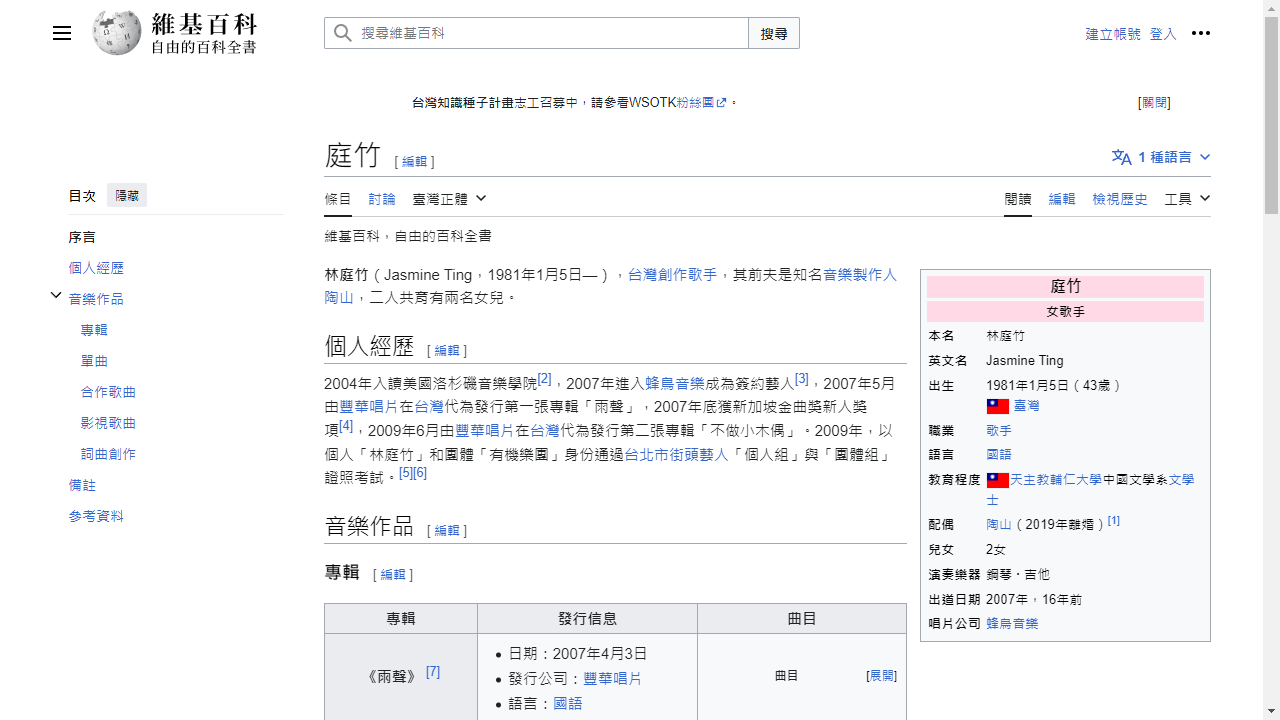 維基百科
自由的百科全書
搜尋維基百科
搜尋
建立帳號 登入
台灣知識種子計畫志工召募中，請參看WSOTK粉絲團。
[關閉]
庭竹 [編輯]
1 種語言
目次 隱藏
序言
個人經歷
音樂作品
專輯
單曲
合作歌曲
影視歌曲
詞曲創作
備註
參考資料
條目 討論 臺灣正體
閱讀 編輯 檢視歷史 工具
維基百科，自由的百科全書
林庭竹（Jasmine Ting，1981年1月5日—），台灣創作歌手，其前夫是知名音樂製作人
陶山，二人共育有兩名女兒。
個人經歷 [編輯]
2004年入讀美國洛杉磯音樂學院[2]，2007年進入蜂鳥音樂成為簽約藝人[3]，2007年5月
由豐華唱片在台灣代為發行第一張專輯「雨聲」，2007年底獲新加坡金曲獎新人獎
項[4]，2009年6月由豐華唱片在台灣代為發行第二張專輯「不做小木偶」。2009年，以
個人「林庭竹」和團體「有機樂團」身份通過台北市街頭藝人「個人組」與「團體組」
證照考試。[5][6]
音樂作品 [編輯]
專輯 [編輯]
專輯 發行信息 曲目
《雨聲》 [7]
日期：2007年4月3日
發行公司：豐華唱片
語言：國語
曲目 [展開]
庭竹
女歌手
本名 林庭竹
英文名 Jasmine Ting
出生 1981年1月5日（43歲）
臺灣
職業 歌手
語言 國語
教育程度 天主教輔仁大學中國文學系文學
士
配偶 陶山（2019年離婚）[1]
兒女 2女
演奏樂器 鋼琴・吉他
出道日期 2007年，16年前
唱片公司 蜂鳥音樂